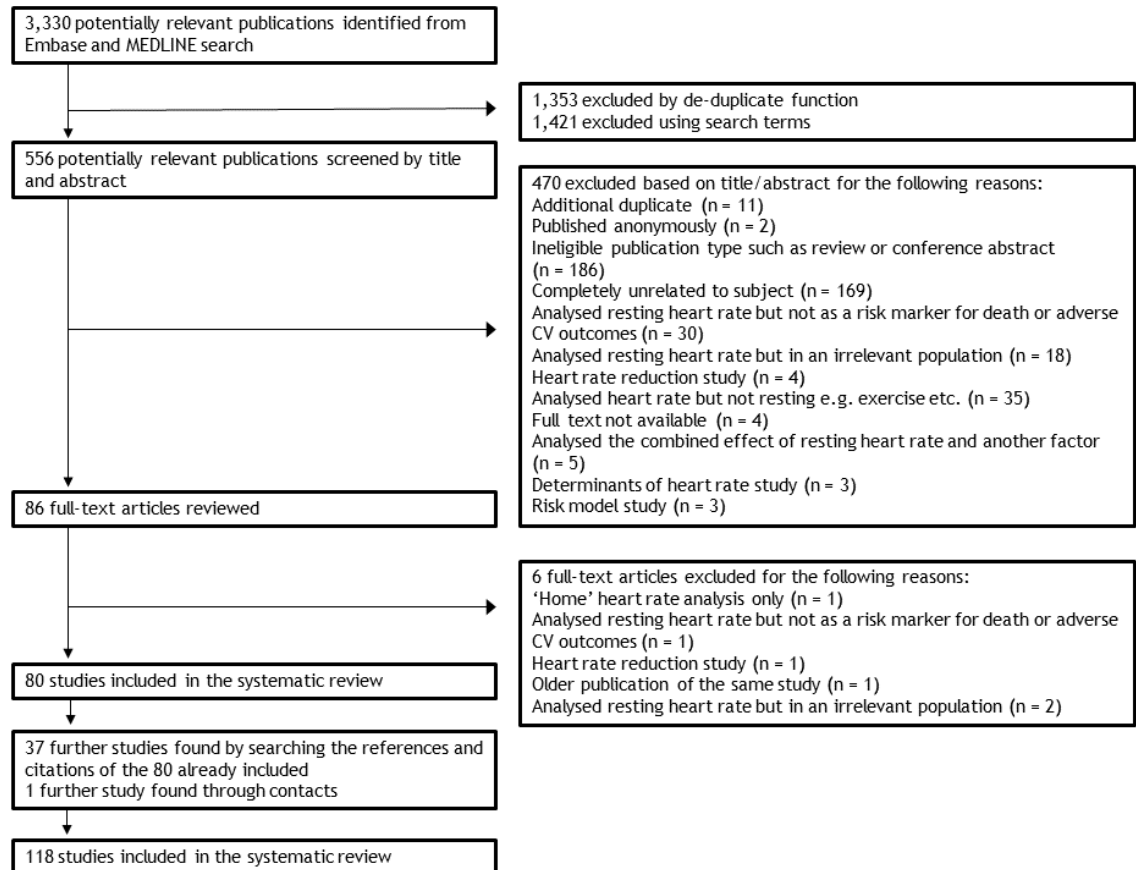 3,330 potentially relevant publications identified from
Embase and MEDLINE search
1,353 excluded by de-duplicate function
1,421 excluded using search terms
556 potentially relevant publications screened by title
and abstract
470 excluded based on title/abstract for the following reasons:
Additional duplicate (n = 11)
Published anonymously (n = 2)
Ineligible publication type such as review or conference abstract
(n = 186)
Completely unrelated to subject (n = 169)
Analysed resting heart rate but not as a risk marker for death or adverse
CV outcomes (n = 30)
Analysed resting heart rate but in an irrelevant population (n = 18)
Heart rate reduction study (n = 4)
Analysed heart rate but not resting e.g. exercise etc. (n = 35)
Full text not available (n = 4)
Analysed the combined effect of resting heart rate and another factor
(n = 5)
Determinants of heart rate study (n = 3)
Risk model study (n = 3)
86 full-text articles reviewed
6 full-text articles excluded for the following reasons:
‘Home’ heart rate analysis only (n = 1)
Analysed resting heart rate but not as a risk marker for death or adverse
CV outcomes (n = 1)
Heart rate reduction study (n = 1)
Older publication of the same study (n = 1)
Analysed resting heart rate but in an irrelevant population (n = 2)
80 studies included in the systematic review
37 further studies found by searching the references and
citations of the 80 already included
1 further study found through contacts
118 studies included in the systematic review